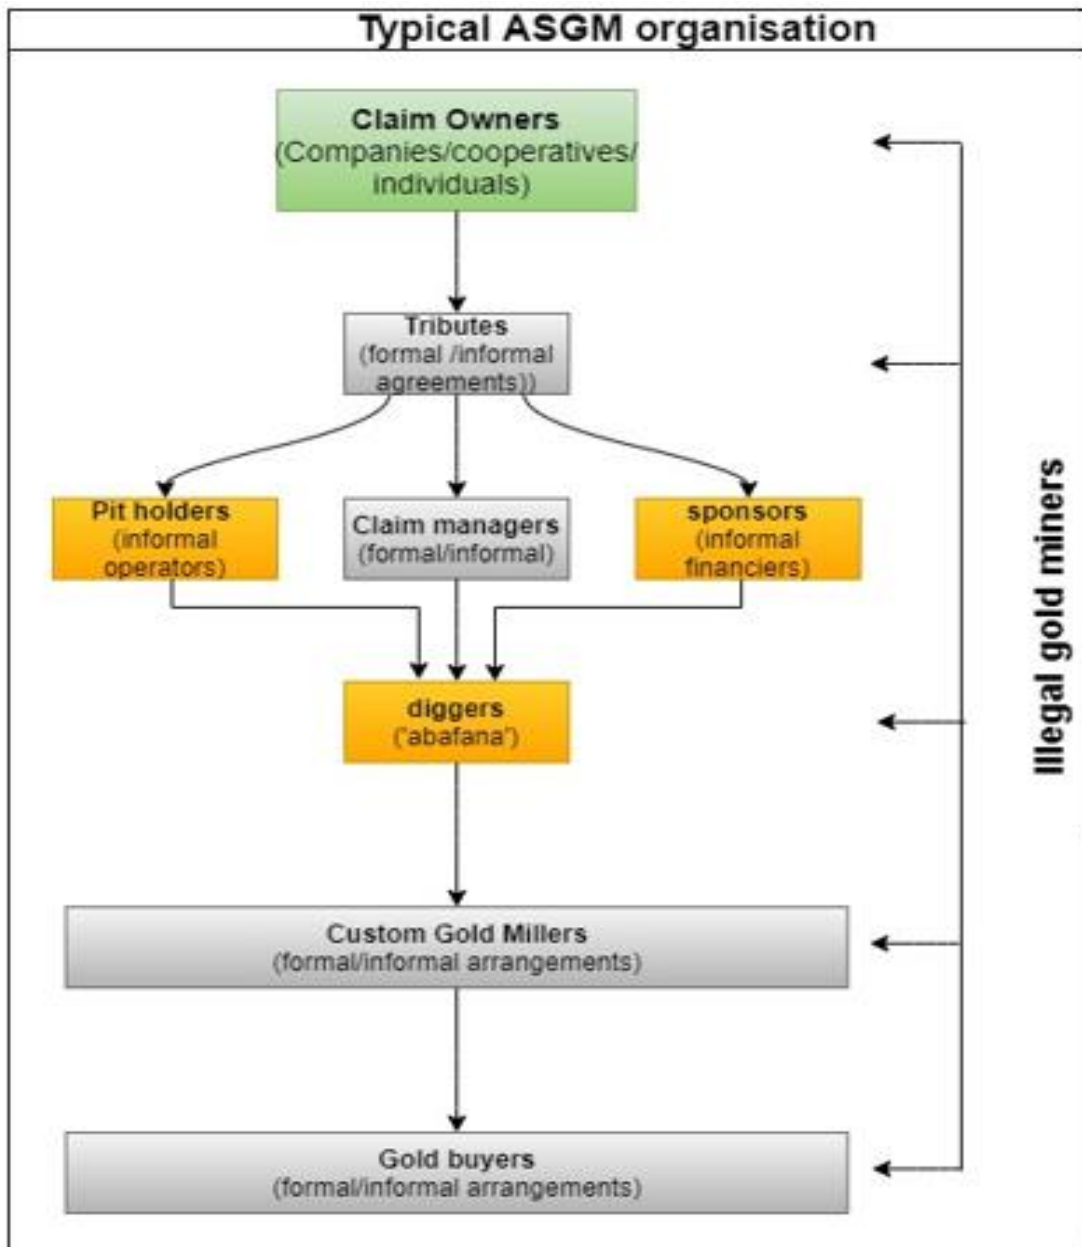 Typical ASGM organisation
Claim Owners
(Companies/cooperatives/
individuals)
Tributes
(formal /informal
agreements))
Pit holders
(informal
operators)
Claim managers
(formal/informal)
sponsors
(informal
financiers)
diggers
('abafana')
Custom Gold Millers
(formal/informal arrangements)
Gold buyers
(formal/informal arrangements)
Illegal gold miners